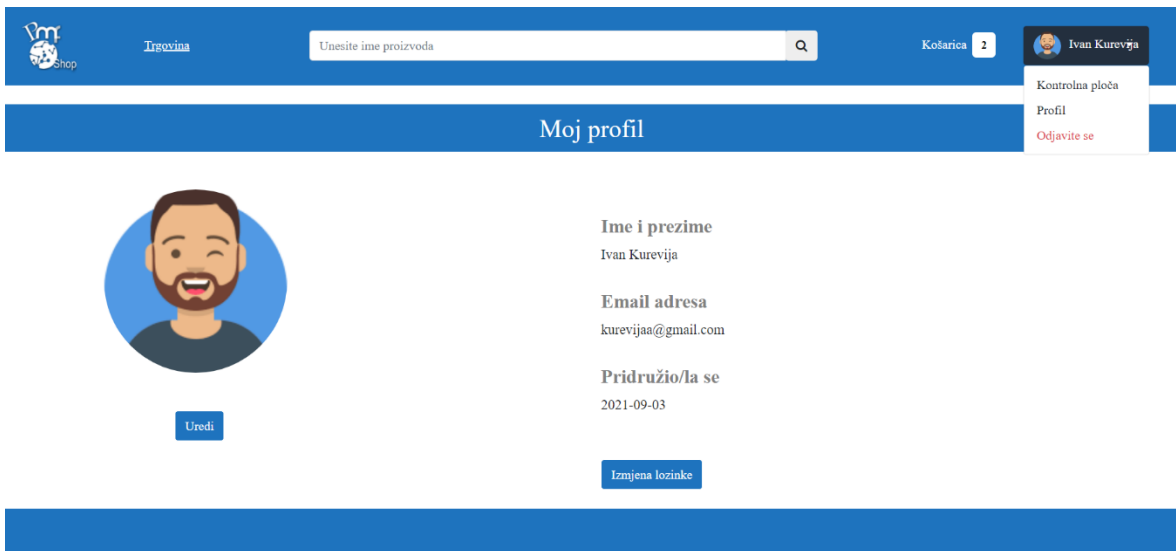 Pmf
Shop
Trgovina
Unesite ime proizvoda
Košarica 2
Ivan Kurevija
Kontrolna ploča
Profil
Odjavite se
Moj profil
Ime i prezime
Ivan Kurevija
Email adresa
kurevijaa@gmail.com
Pridružio/la se
2021-09-03
Uredi
Izmjena lozinke